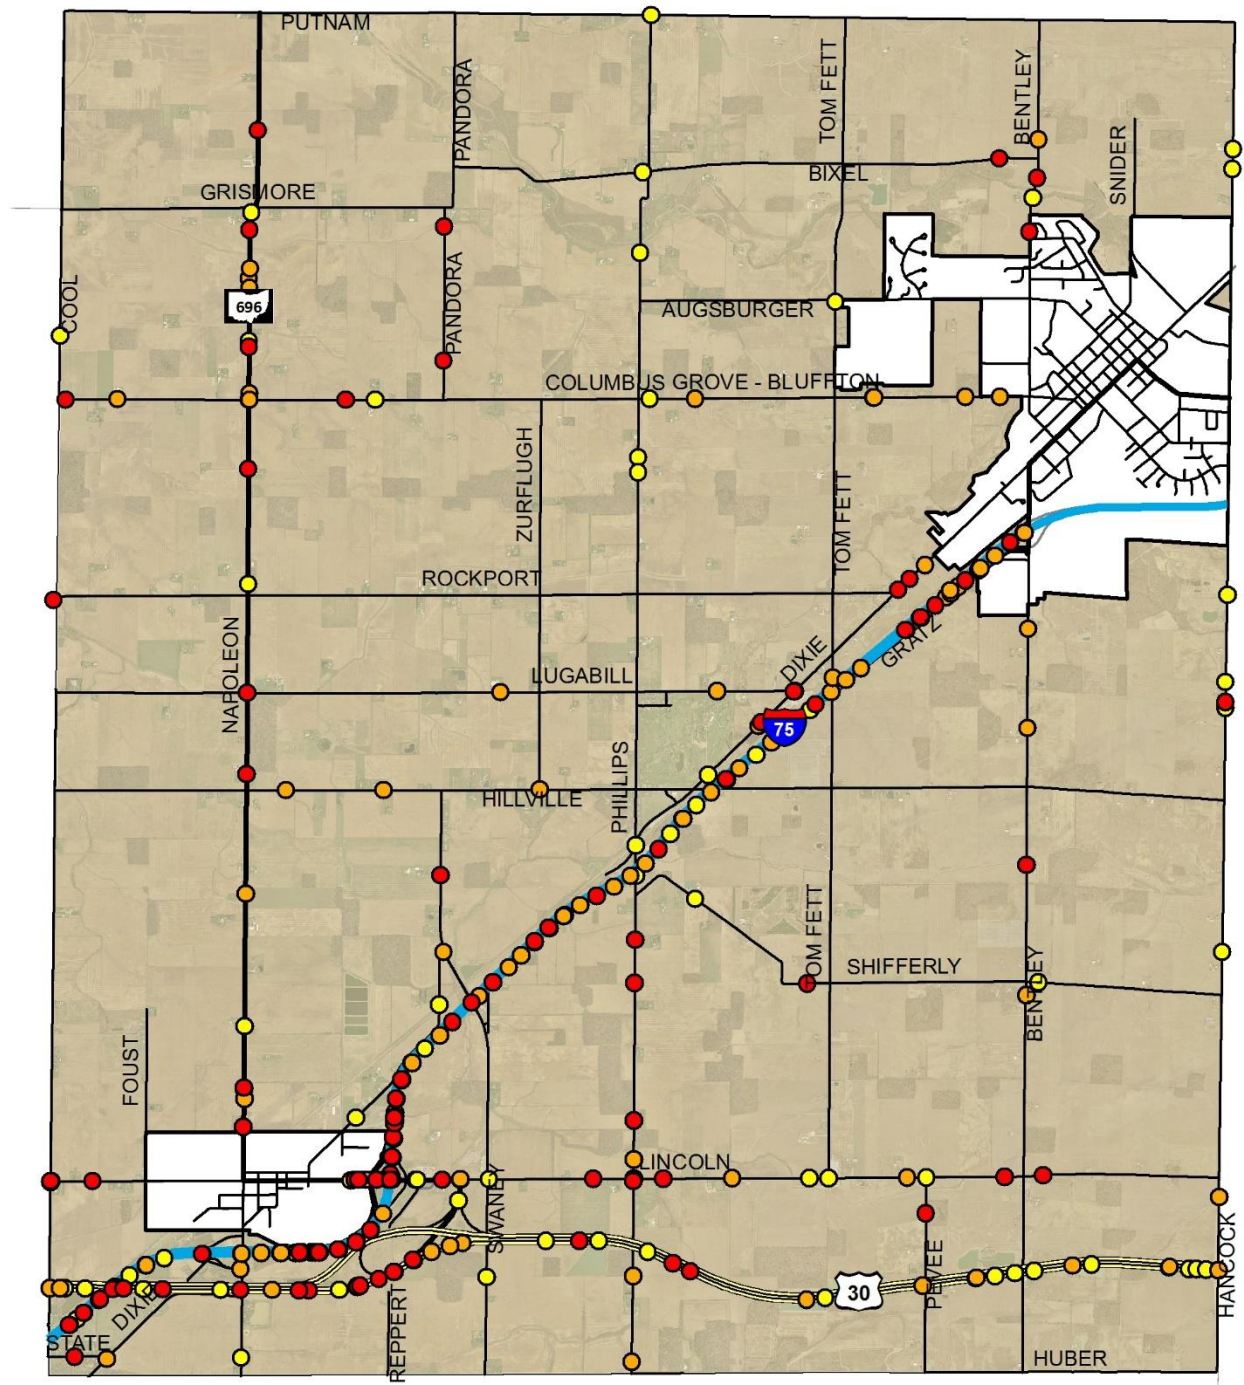 PUTNAM
PANDORA
TOM FETT
BENTLEY
SNIDER
BIXEL
GRISMORE
COOL
PANDORA
696
AUGSBURGER
COLUMBUS GROVE - BLUFFTON
ZURFLUGH
TOM FETT
ROCKPORT
NAPOLEON
LUGABILL
DIXIE
GRATZ
75
PHILLIPS
HILLVILLE
TOM FETT
SHIFFERLY
BENTLEY
FOUST
LINCOLN
SWANEY
HANCOCK
PEVEE
30
DIXIE
STATE
REPPERT
HUBER